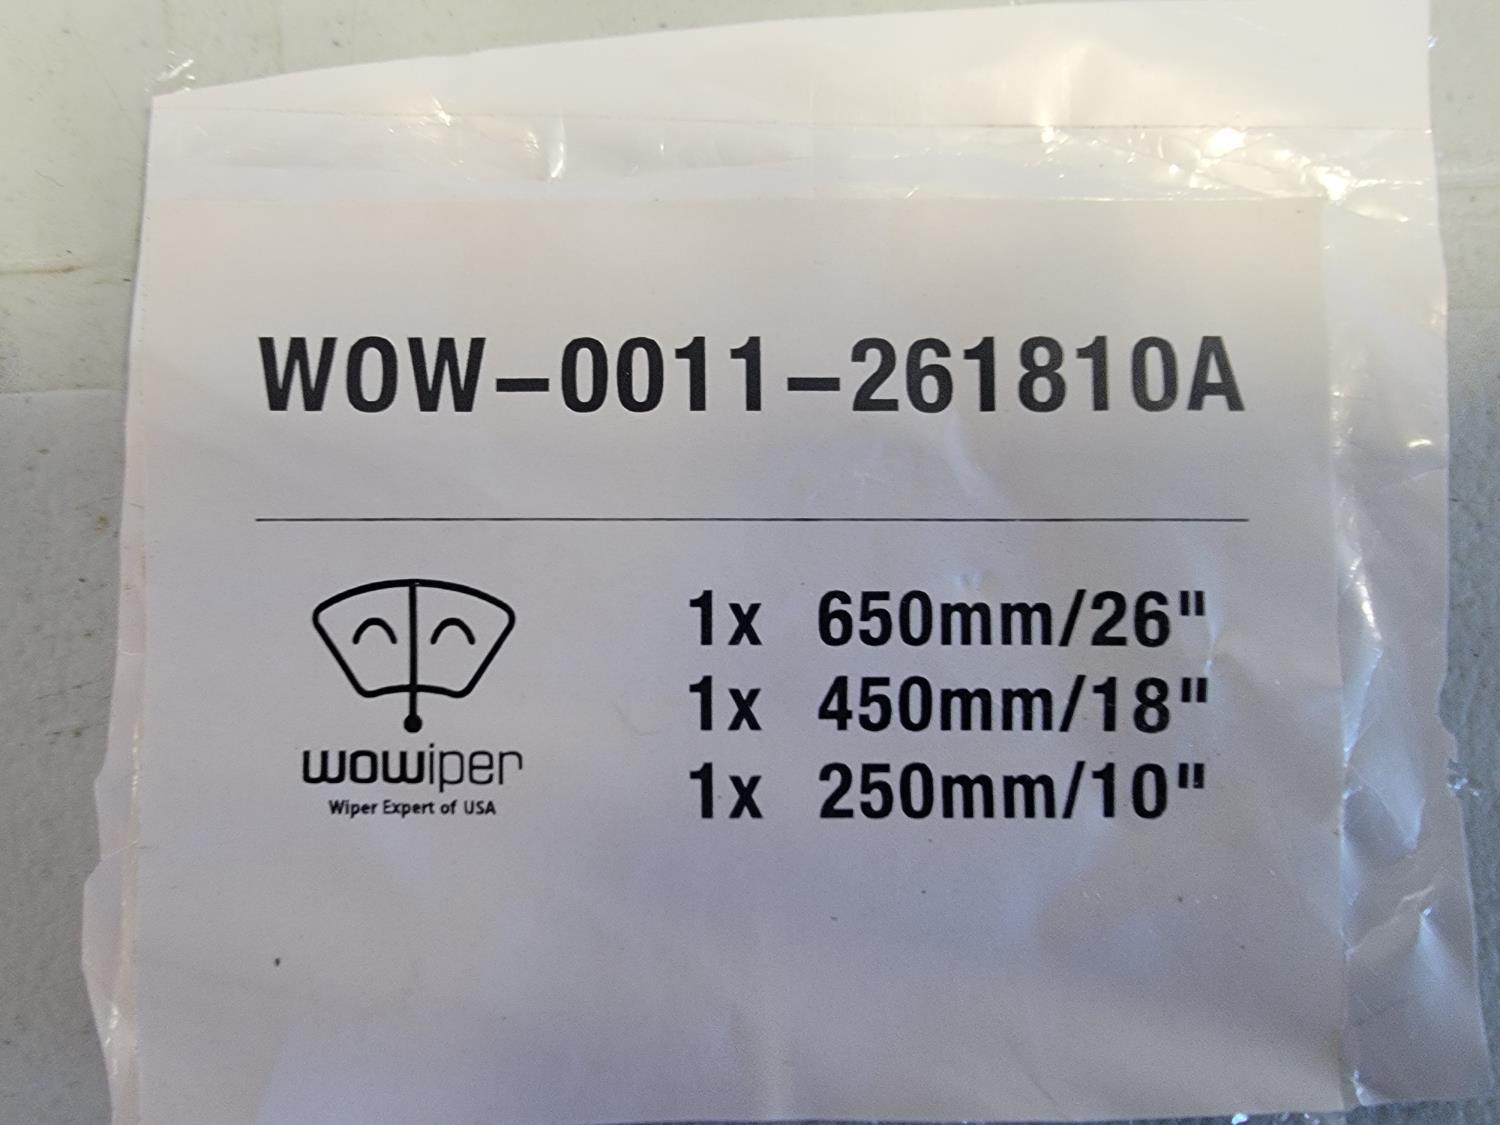 WOW-0011-261810A
wowiper
Wiper Expert of USA
1x 650mm/26"
1x 450mm/18"
1x 250mm/10"